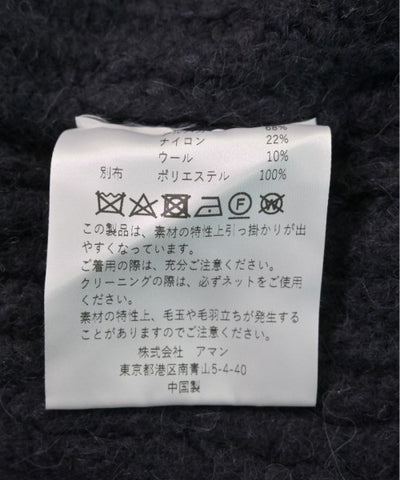 68%
ナイロン 22%
ウール 10%
別布 ポリエステル 100%
この製品は、素材の特性上引っ掛かりが出
やすくなっています。
ご着用の際は、充分ご注意ください。
クリーニングの際は、必ずネットをご使用
ください。
素材の特性上、毛玉や毛羽立ちが発生する
ことがありますのでご注意ください。
株式会社 アマン
東京都港区南青山5-4-40
中国製